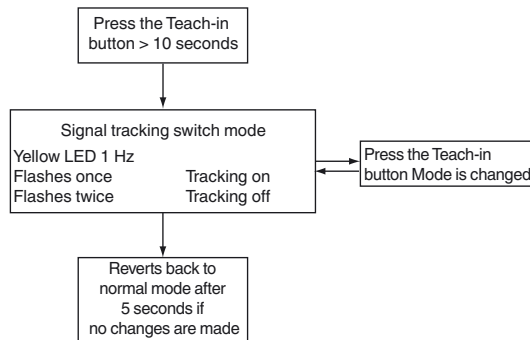 Press the Teach-in
button > 10 seconds
Signal tracking switch mode
Yellow LED 1 Hz
Flashes once Tracking on
Flashes twice Tracking off
Press the Teach-in
button Mode is changed
Reverts back to
normal mode after
5 seconds if
no changes are made